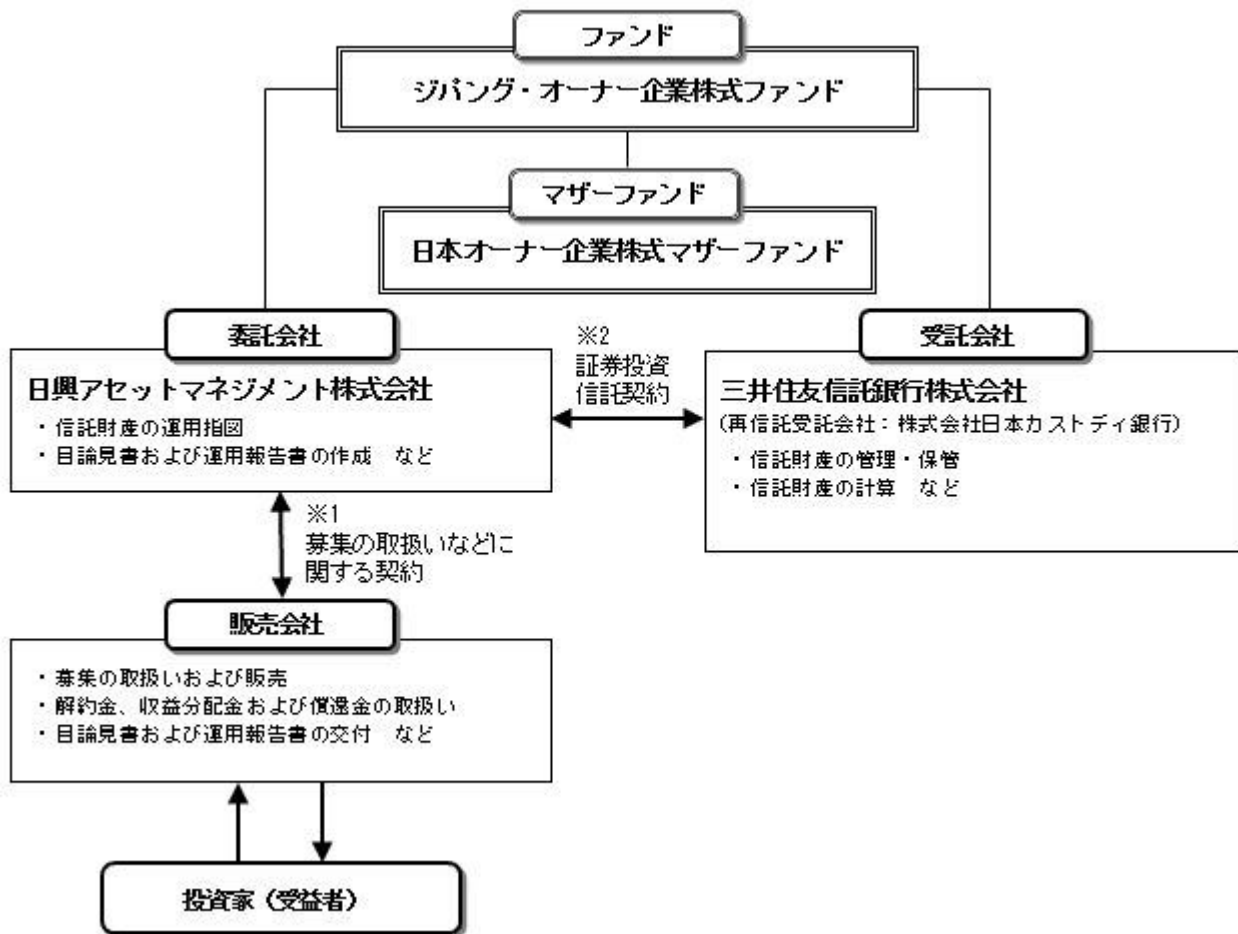 ファンド
ジパング・オーナー企業株式ファンド
マザーファンド
日本オーナー企業株式マザーファンド
委託会社
日興アセットマネジメント株式会社
・信託財産の運用指図
・目論見書および運用報告書の作成　など
※2
証券投資
信託契約
受託会社
三井住友信託銀行株式会社
(再信託受託会社：株式会社日本カストディ銀行)
・信託財産の管理・保管
・信託財産の計算　など
※1
募集の取扱いなどに
関する契約
販売会社
・募集の取扱いおよび販売
・解約金、収益分配金および償還金の取扱い
・目論見書および運用報告書の交付　など
投資家（受益者）